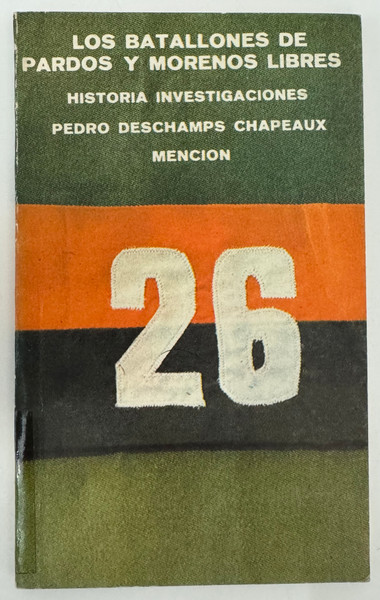 LOS BATALLONES DE
PARDOS Y MORENOS LIBRES
HISTORIA INVESTIGACIONES
PEDRO DESCHAMPS CHAPEAUX
MENCION
26